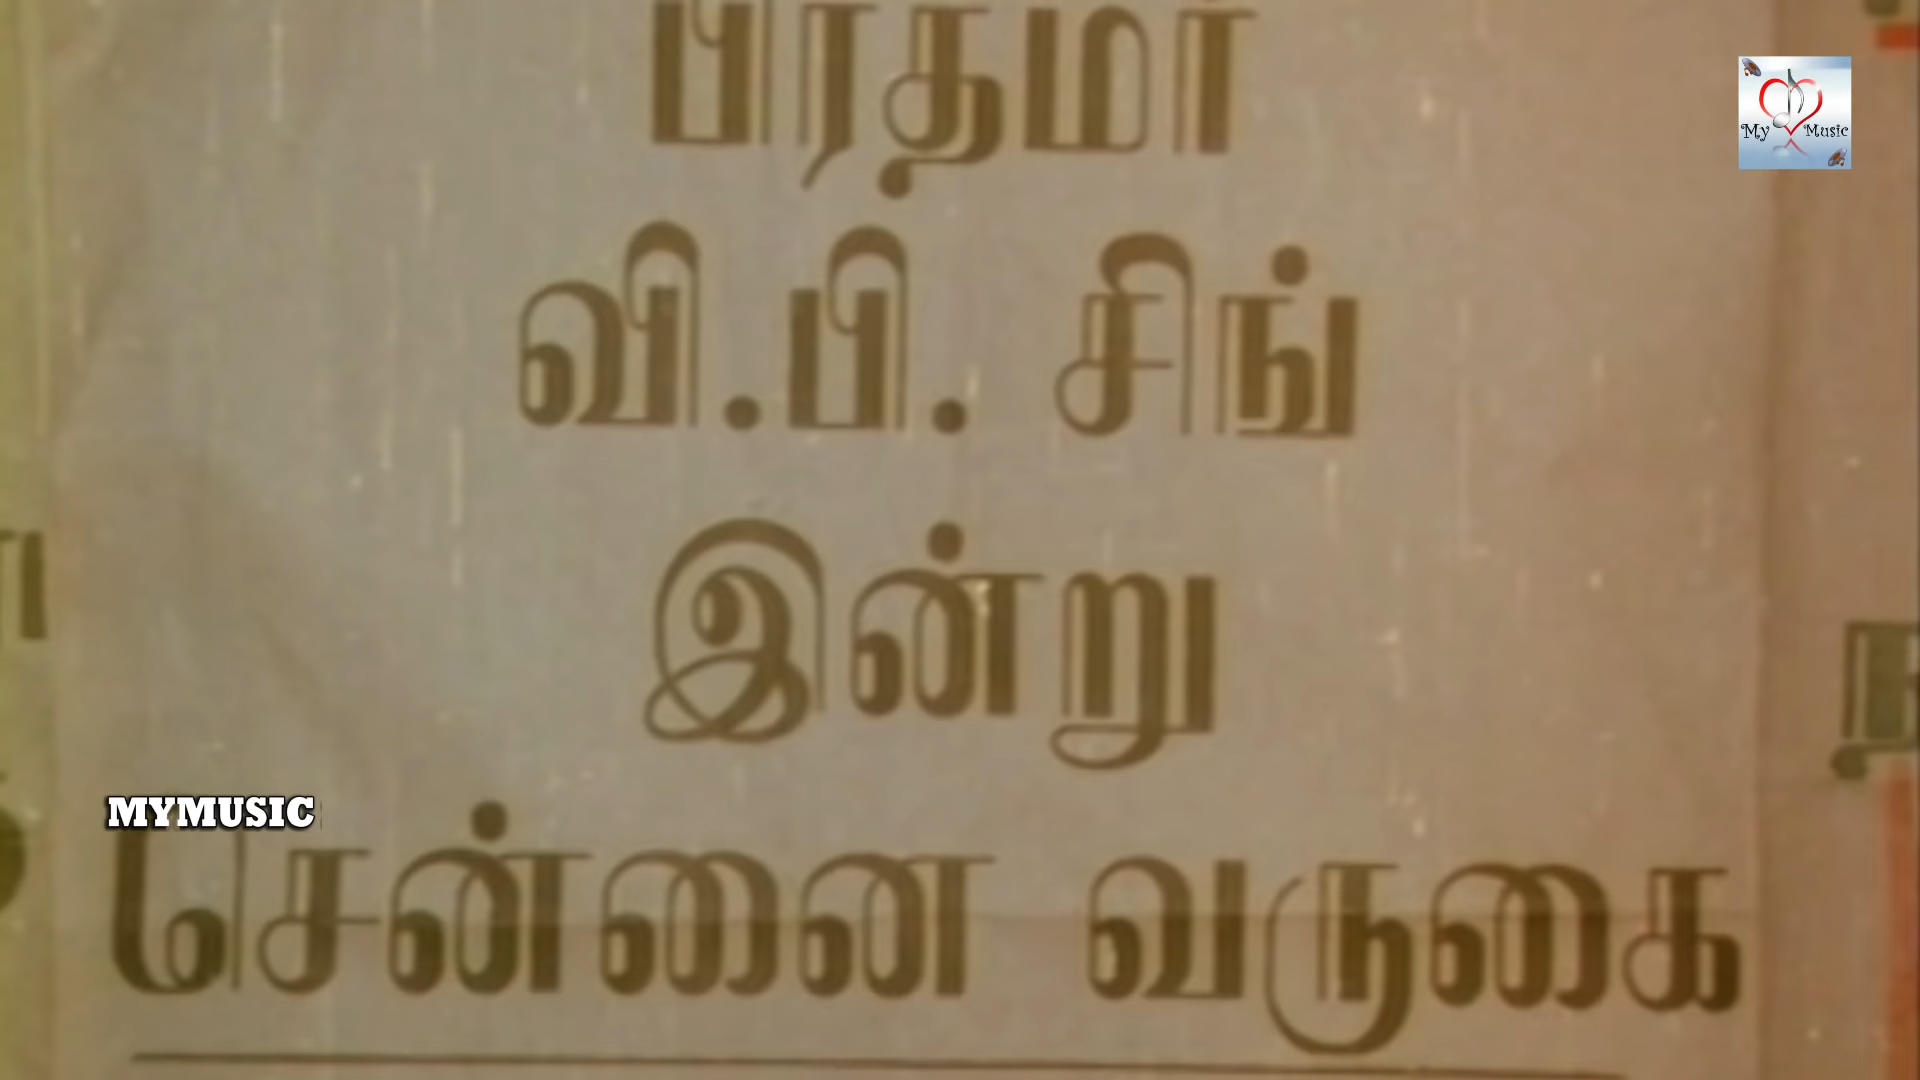 பிரதமர்
My Music
வி.பி. சிங்
இன்று
MYMUSIC
சென்னை வருகை